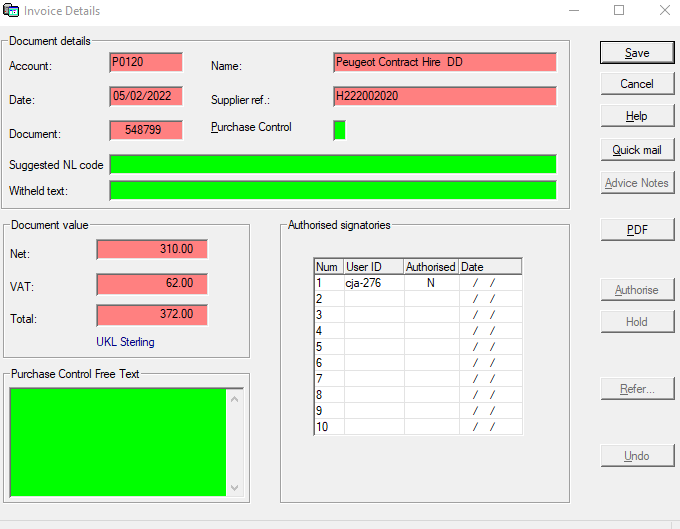 Invoice Details
Document details
Account: P0120 Name: Peugeot Contract Hire DD
Date: 05/02/2022 Supplier ref.: H222002020
Document: 548799 Purchase Control
Suggested NL code
Witheld text:
Document value
Net: 310.00
VAT: 62.00
Total: 372.00
UKL Sterling
Purchase Control Free Text
Authorised signatories
Num User ID Authorised Date
1 cja-276 N / /
2 / /
3 / /
4 / /
5 / /
6 / /
7 / /
8 / /
9 / /
10 / /
Save
Cancel
Help
Quick mail
Advice Notes
PDF
Authorise
Hold
Refer...
Undo